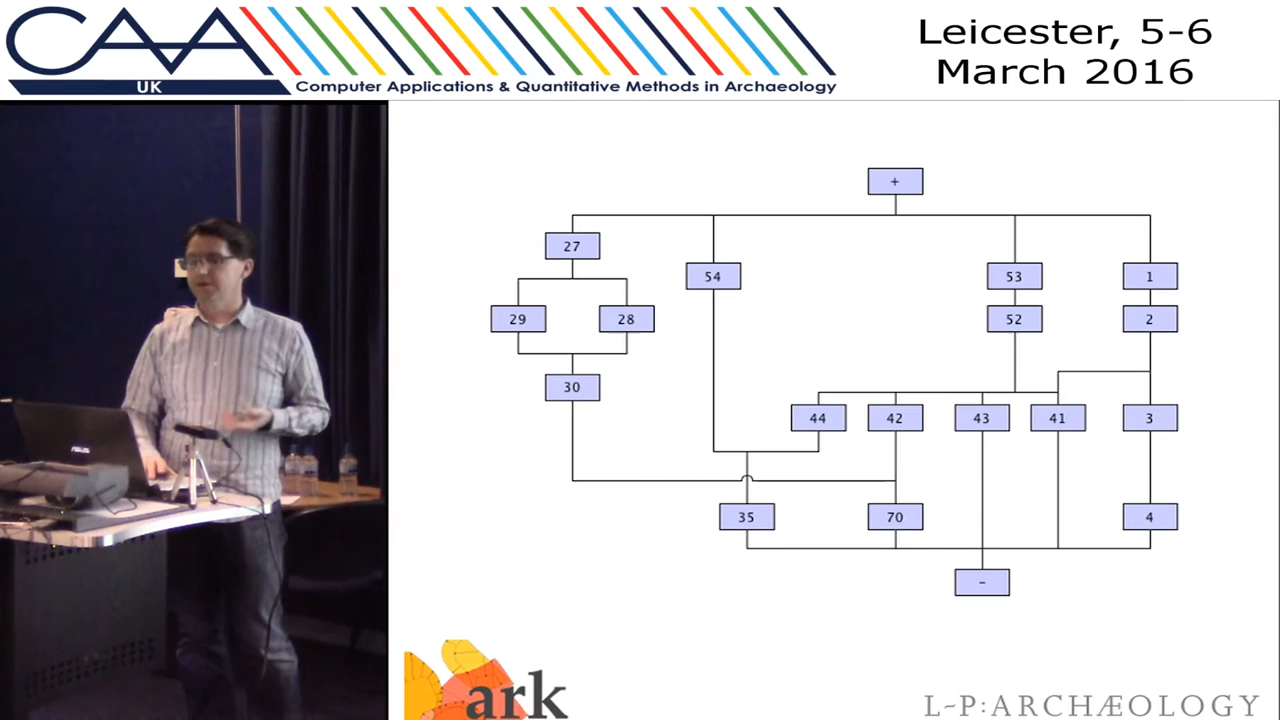 CAA
UK
Computer Applications & Quantitative Methods in Archaeology
Leicester, 5-6
March 2016
+
27
54
53
1
29
28
52
2
30
44
42
43
41
3
35
70
4
-
ASUS
ark
L-P:ARCHÆOLOGY